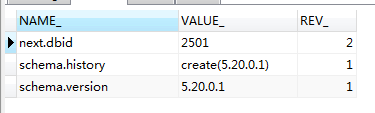 NAME_ VALUE_ REV_
next.dbid 2501 2
schema.history create(5.20.0.1) 1
schema.version 5.20.0.1 1